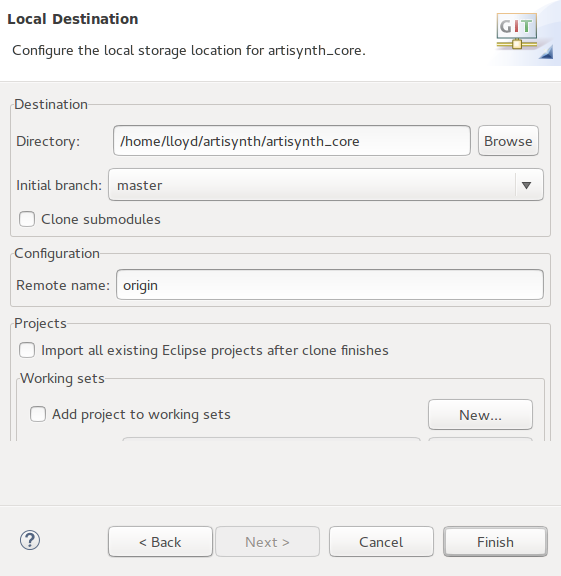 Local Destination
Configure the local storage location for artisynth_core.
GIT
Destination
Directory: /home/lloyd/artisynth/artisynth_core Browse
Initial branch: master
Clone submodules
Configuration
Remote name: origin
Projects
Import all existing Eclipse projects after clone finishes
Working sets
Add project to working sets New...
? < Back Next > Cancel Finish